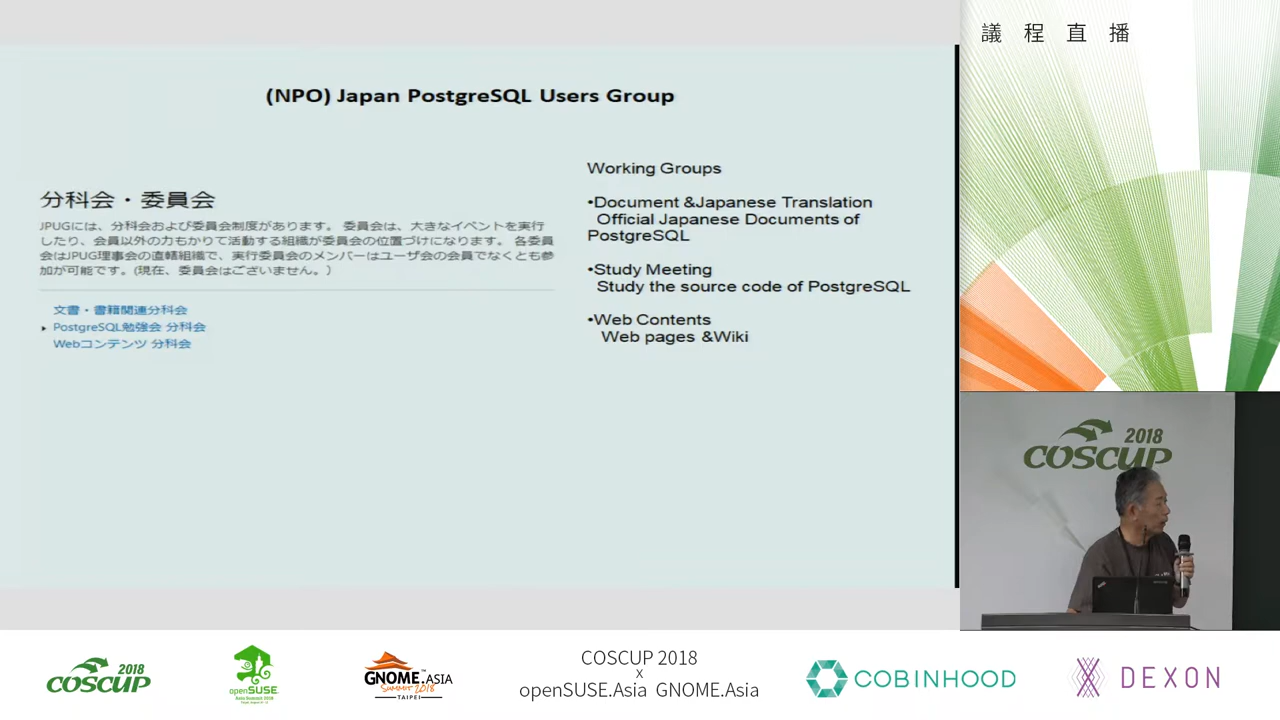 議程直播
(NPO) Japan PostgreSQL Users Group
分科会・委員会
JPUGには、分科会および委員会制度があります。 委員会は、大きなイベントを実行
したり、会員以外の力もかりて活動する組織が委員会の位置づけになります。 各委員
会はJPUG理事会の直轄組織で、実行委員会のメンバーはユーザ会の会員でなくとも参
加が可能です。(現在、委員会はございません。)
文書・書籍関連分科会
PostgreSQL勉強会 分科会
Webコンテンツ 分科会
Working Groups
•Document &Japanese Translation
Official Japanese Documents of
PostgreSQL
•Study Meeting
Study the source code of PostgreSQL
•Web Contents
Web pages &Wiki
2018
COSCUP
2018
COSCUP
openSUSE
GNOME.ASIA
SUMMIT 2018
TAIPEI
COSCUP 2018
x
openSUSE.Asia GNOME.Asia
COBINHOOD
DEXON